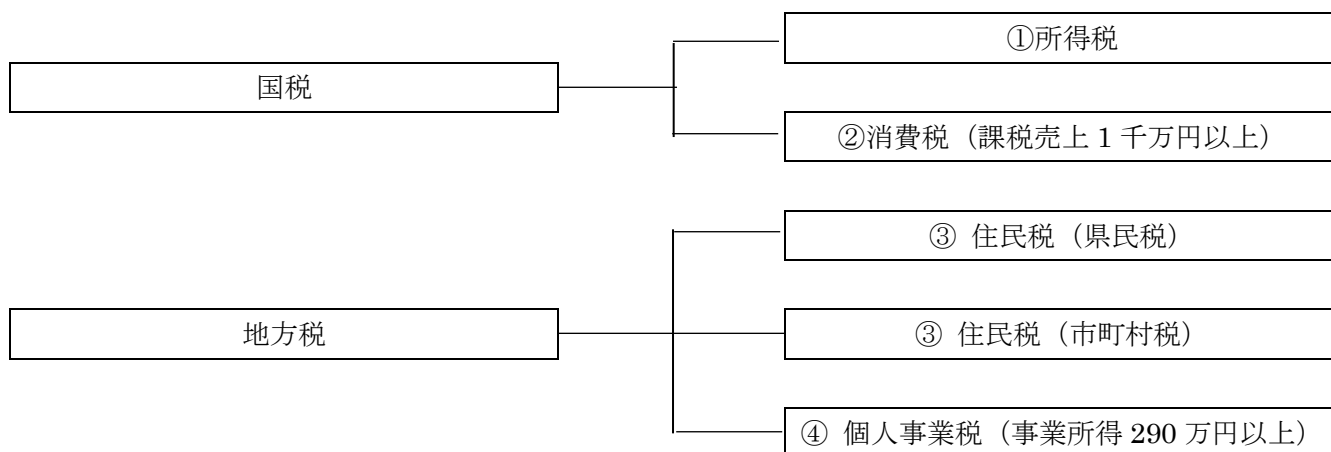 国税
①所得税
②消費税（課税売上 1 千万円以上）
地方税
③ 住民税（県民税）
③ 住民税（市町村税）
④ 個人事業税（事業所得 290 万円以上）